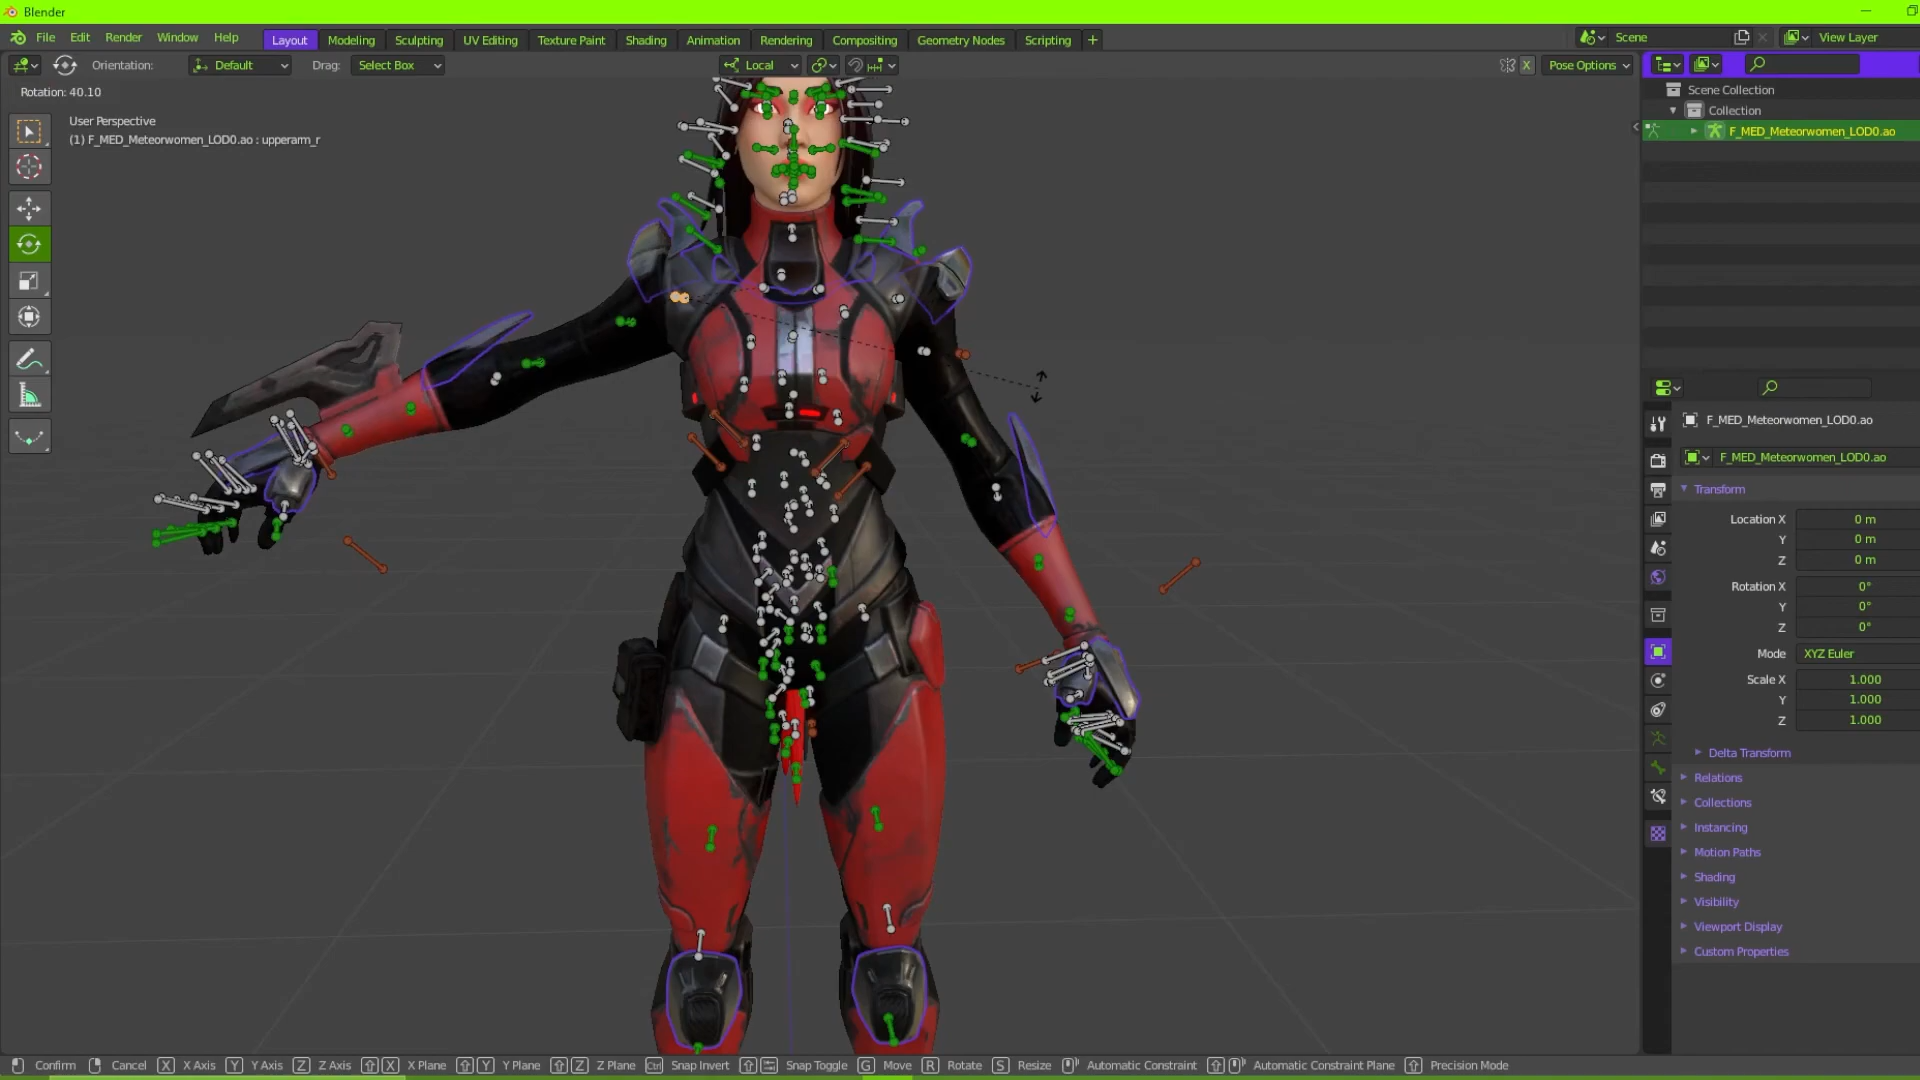 Blender
File Edit Render Window Help Layout Modeling Sculpting UV Editing Texture Paint Shading Animation Rendering Compositing Geometry Nodes Scripting + Scene View Layer
Orientation: Default Drag: Select Box Local X Pose Options
Rotation: 40.10
User Perspective
(1) F_MED_Meteorwomen_LOD0.ao : upperarm_r
Scene Collection
Collection
F_MED_Meteorwomen_LOD0.ao
F_MED_Meteorwomen_LOD0.ao
F_MED_Meteorwomen_LOD0.ao
Transform
Location X 0 m
Y 0 m
Z 0 m
Rotation X 0°
Y 0°
Z 0°
Mode XYZ Euler
Scale X 1.000
Y 1.000
Z 1.000
Delta Transform
Relations
Collections
Instancing
Motion Paths
Shading
Visibility
Viewport Display
Custom Properties
Confirm Cancel X X Axis Y Y Axis Z Z Axis X X Plane Y Y Plane Z Z Plane Ctrl Snap Invert Snap Toggle G Move R Rotate S Resize Automatic Constraint Automatic Constraint Plane Precision Mode